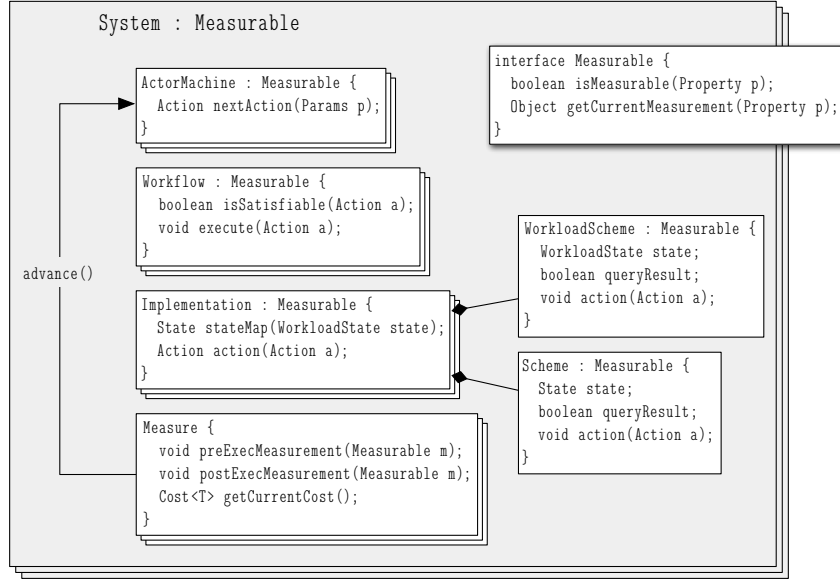 System : Measurable
interface Measurable {
boolean isMeasurable(Property p);
Object getCurrentMeasurement(Property p);
}
ActorMachine : Measurable {
Action nextAction(Params p);
}
Workflow : Measurable {
boolean isSatisfiable(Action a);
void execute(Action a);
}
advance()
WorkloadScheme : Measurable {
WorkloadState state;
boolean queryResult;
void action(Action a);
}
Implementation : Measurable {
State stateMap(WorkloadState state);
Action action(Action a);
}
Scheme : Measurable {
State state;
boolean queryResult;
void action(Action a);
}
Measure {
void preExecMeasurement(Measurable m);
void postExecMeasurement(Measurable m);
Cost<T> getCurrentCost();
}